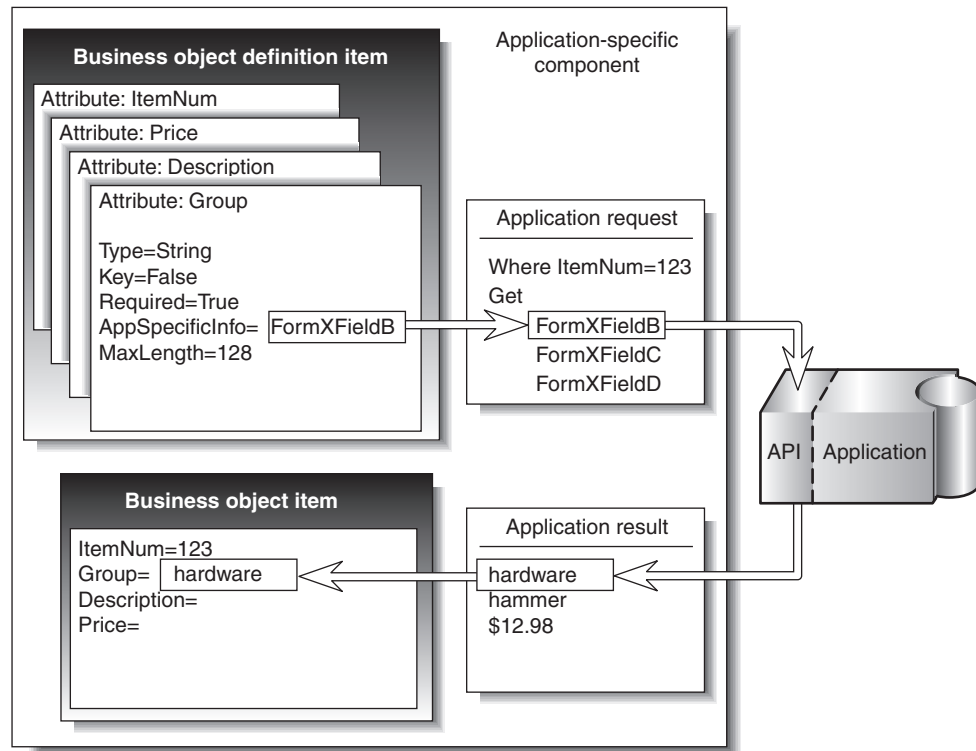 Business object definition item
Application-specific
component
Attribute: ItemNum
Attribute: Price
Attribute: Description
Attribute: Group
Type=String
Key=False
Required=True
AppSpecificInfo= FormXFieldB
MaxLength=128
Application request
Where ItemNum=123
Get
FormXFieldB
FormXFieldC
FormXFieldD
API
Application
Business object item
ItemNum=123
Group= hardware
Description=
Price=
Application result
hardware
hammer
$12.98